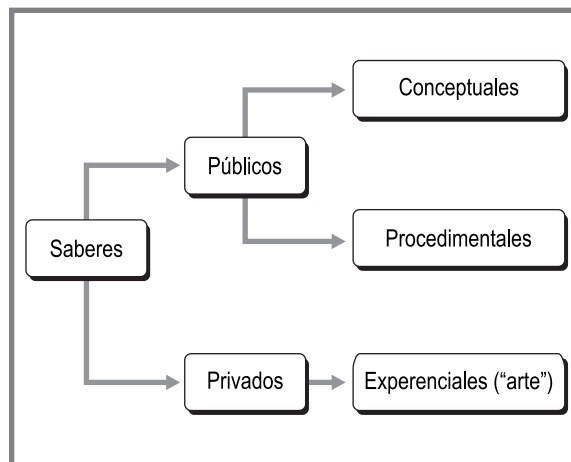 Conceptuales
Públicos
Procedimentales
Saberes
Privados
Experenciales (“arte”)